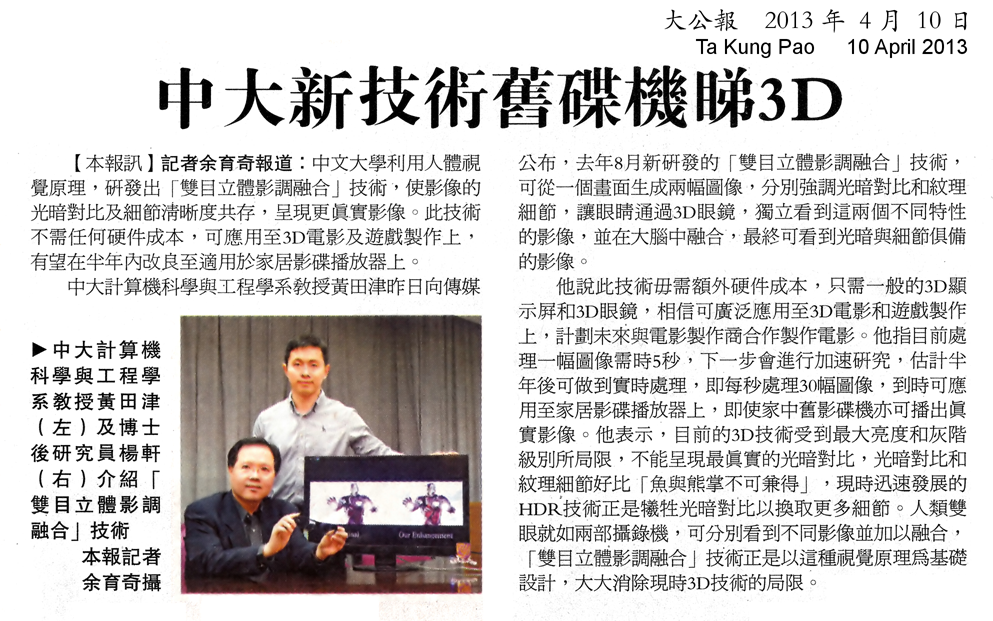 大公報 2013 年 4 月 10 日
Ta Kung Pao 10 April 2013
中大新技術舊碟機睇3D
【本報訊】記者余育奇報道：中文大學利用人體視
覺原理，研發出「雙目立體影調融合」技術，使影像的
光暗對比及細節清晰度共存，呈現更真實影像。此技術
不需任何硬件成本，可應用至3D電影及遊戲製作上，
有望在半年內改良至適用於家居影碟播放器上。
中大計算機科學與工程學系教授黃田津昨日向傳媒
公布，去年8月新研發的「雙目立體影調融合」技術，
可從一個畫面生成兩幅圖像，分別強調光暗對比和紋理
細節，讓眼睛通過3D眼鏡，獨立看到這兩個不同特性
的影像，並在大腦中融合，最終可看到光暗與細節俱備
的影像。
他說此技術毋需額外硬件成本，只需一般的3D顯
示屏和3D眼鏡，相信可廣泛應用至3D電影和遊戲製作
上，計劃未來與電影製作商合作製作電影。他指目前處
理一幅圖像需時5秒，下一步會進行加速研究，估計半
年後可做到實時處理，即每秒處理30幅圖像，到時可應
用至家居影碟播放器上，即使家中舊影碟機亦可播出真
實影像。他表示，目前的3D技術受到最大亮度和灰階
級別所局限，不能呈現最真實的光暗對比，光暗對比和
紋理細節好比「魚與熊掌不可兼得」，現時迅速發展的
HDR技術正是犧牲光暗對比以換取更多細節。人類雙
眼就如兩部攝錄機，可分別看到不同影像並加以融合，
「雙目立體影調融合」技術正是以這種視覺原理為基礎
設計，大大消除現時3D技術的局限。
▶中大計算機
科學與工程學
系教授黃田津
（左）及博士
後研究員楊軒
（右）介紹「
雙目立體影調
融合」技術
本報記者
余育奇攝
Our Enhancement